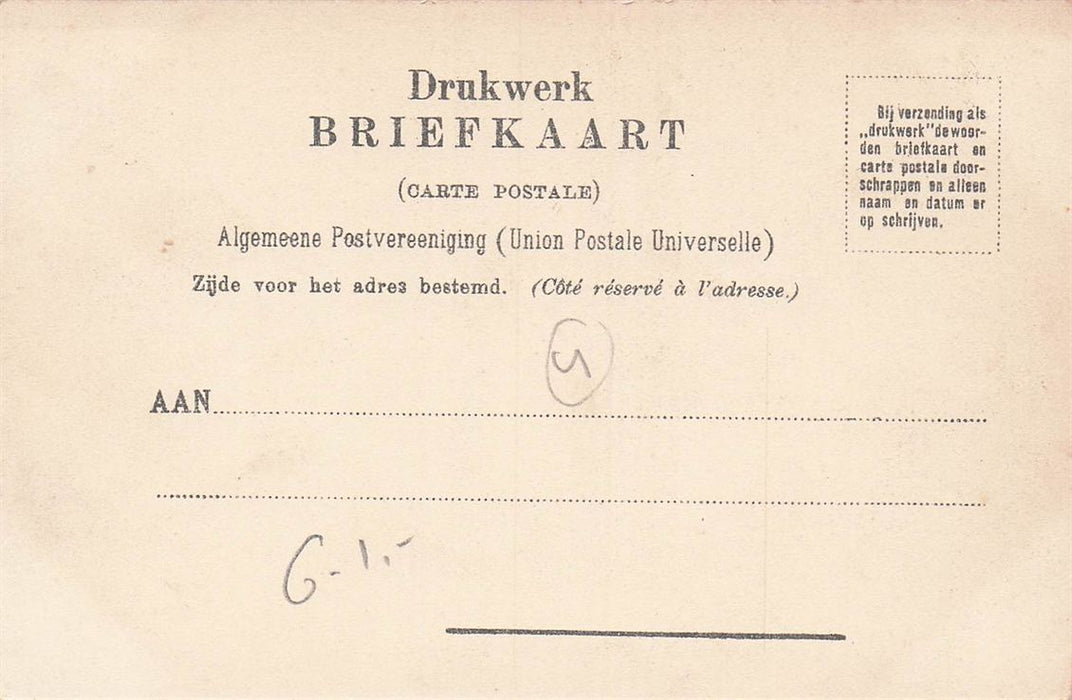 Drukwerk
BRIEFKAART
(CARTE POSTALE)
Algemeene Postvereeniging (Union Postale Universelle)
Zijde voor het adres bestemd. (Côté réservé à l'adresse.)
Bij verzending als
„drukwerk" de woor-
den briefkaart en
carte postale door-
schrappen en alleen
naam en datum er
op schrijven.
5
AAN
6-1.-